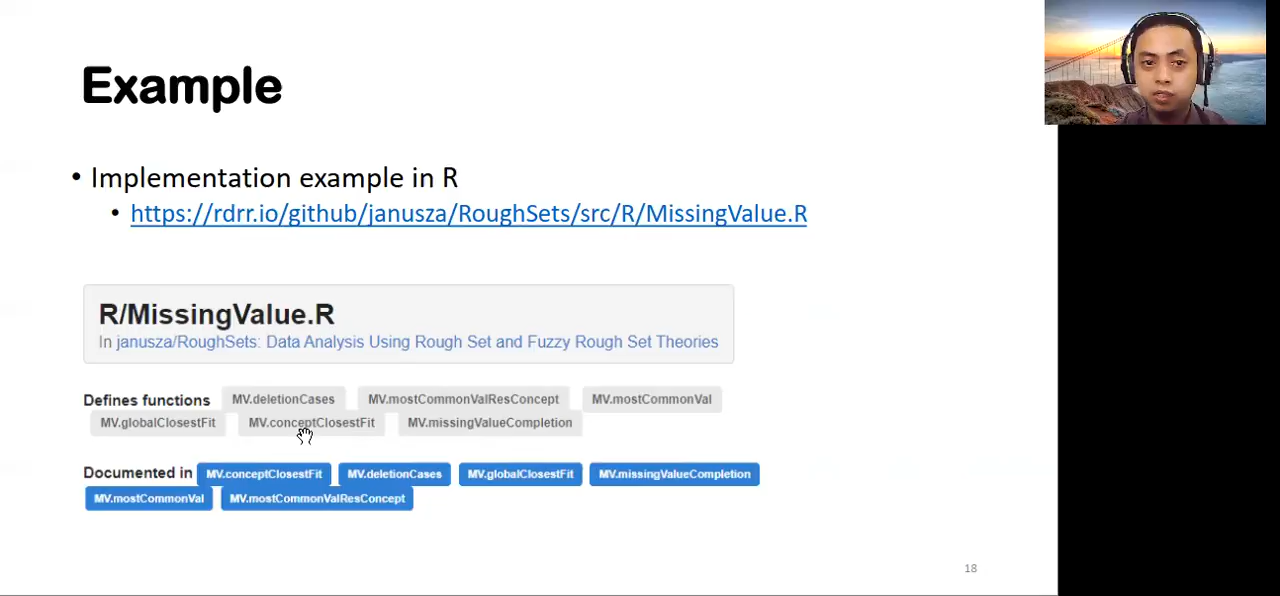 Example
• Implementation example in R
• https://rdrr.io/github/janusza/RoughSets/src/R/MissingValue.R
R/MissingValue.R
In janusza/RoughSets: Data Analysis Using Rough Set and Fuzzy Rough Set Theories
Defines functions MV.deletionCases MV.mostCommonValResConcept MV.mostCommonVal
MV.globalClosestFit MV.conceptClosestFit MV.missingValueCompletion
Documented in MV.conceptClosestFit MV.deletionCases MV.globalClosestFit MV.missingValueCompletion
MV.mostCommonVal MV.mostCommonValResConcept
18